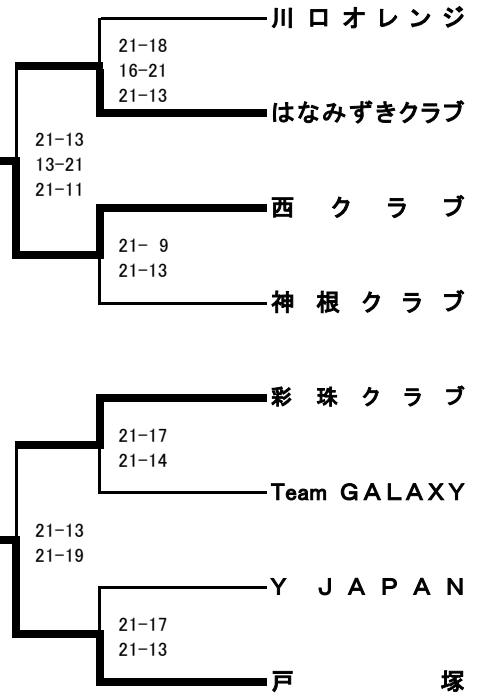 川口オレンジ
21-18
16-21
21-13
はなみずきクラブ
21-13
13-21
21-11
西クラブ
21- 9
21-13
神根クラブ
彩珠クラブ
21-17
21-14
Team GALAXY
21-13
21-19
Y JAPAN
21-17
21-13
戸塚